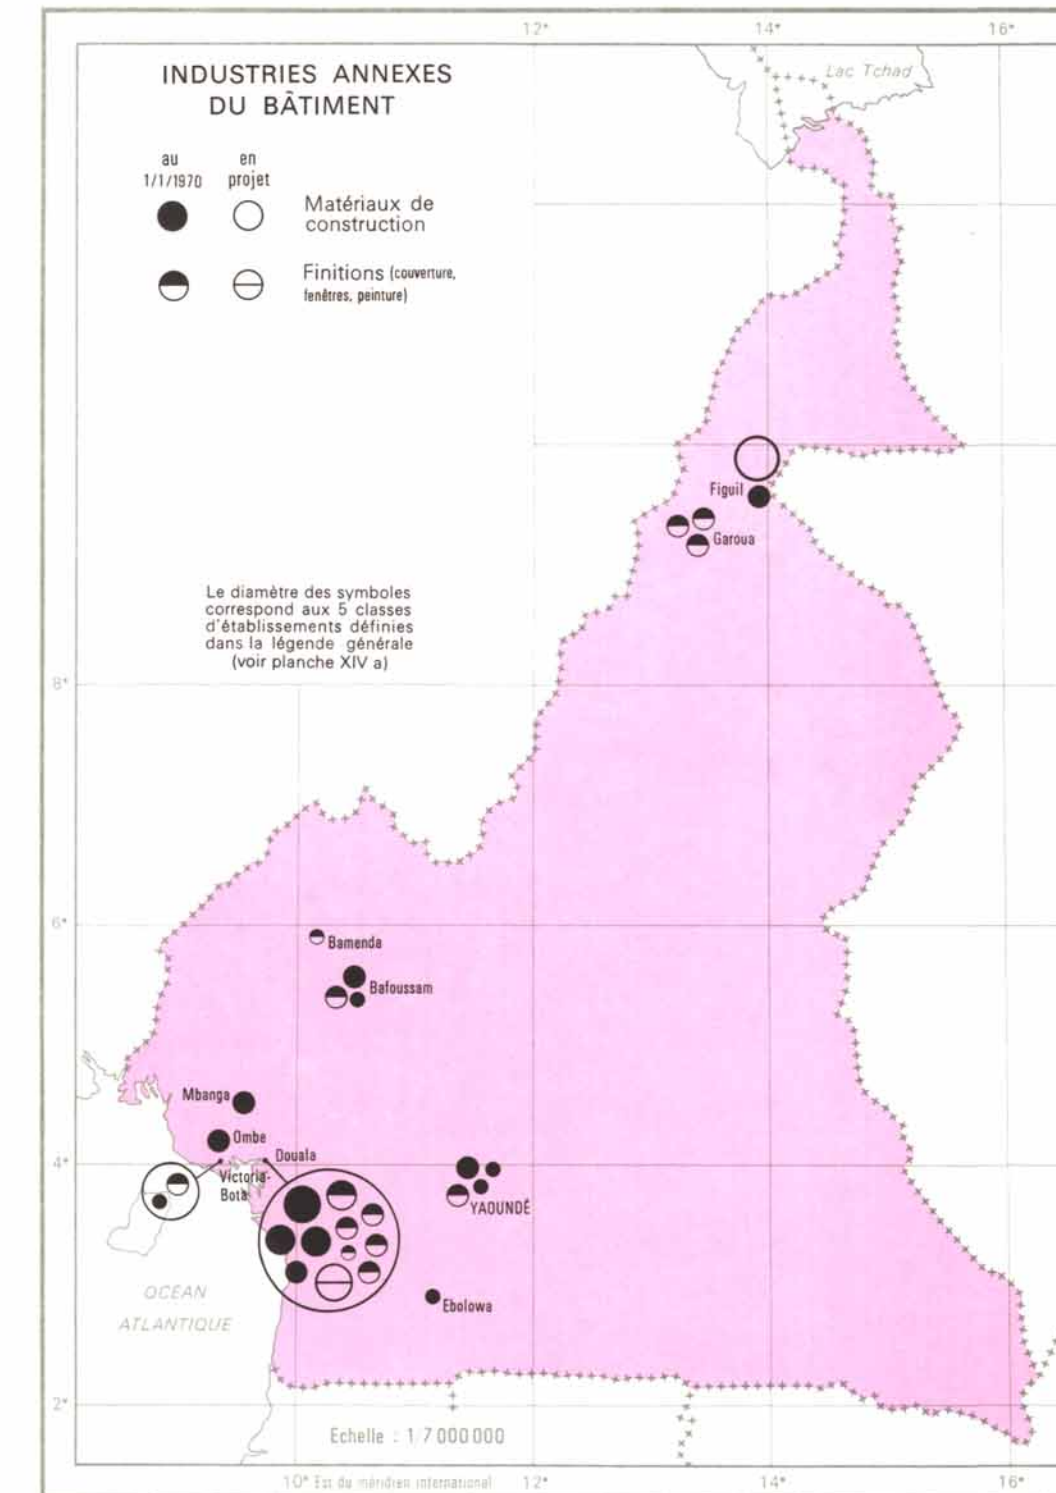 12° 14° 16°
Lac Tchad
INDUSTRIES ANNEXES
DU BÂTIMENT
au en
1/1/1970 projet
Matériaux de
construction
Finitions (couverture,
fenêtres, peinture)
Figuil
Garoua
Le diamètre des symboles
correspond aux 5 classes
d'établissements définies
dans la légende générale
(voir planche XIV a)
8°
6°
Bamenda
Bafoussam
Mbanga
Ombe
Douala
4°
Victoria-
Bota
YAOUNDÉ
OCÉAN
ATLANTIQUE
Ebolowa
2°
Echelle : 1/7 000 000
10° Est du méridien international 12° 14° 16°